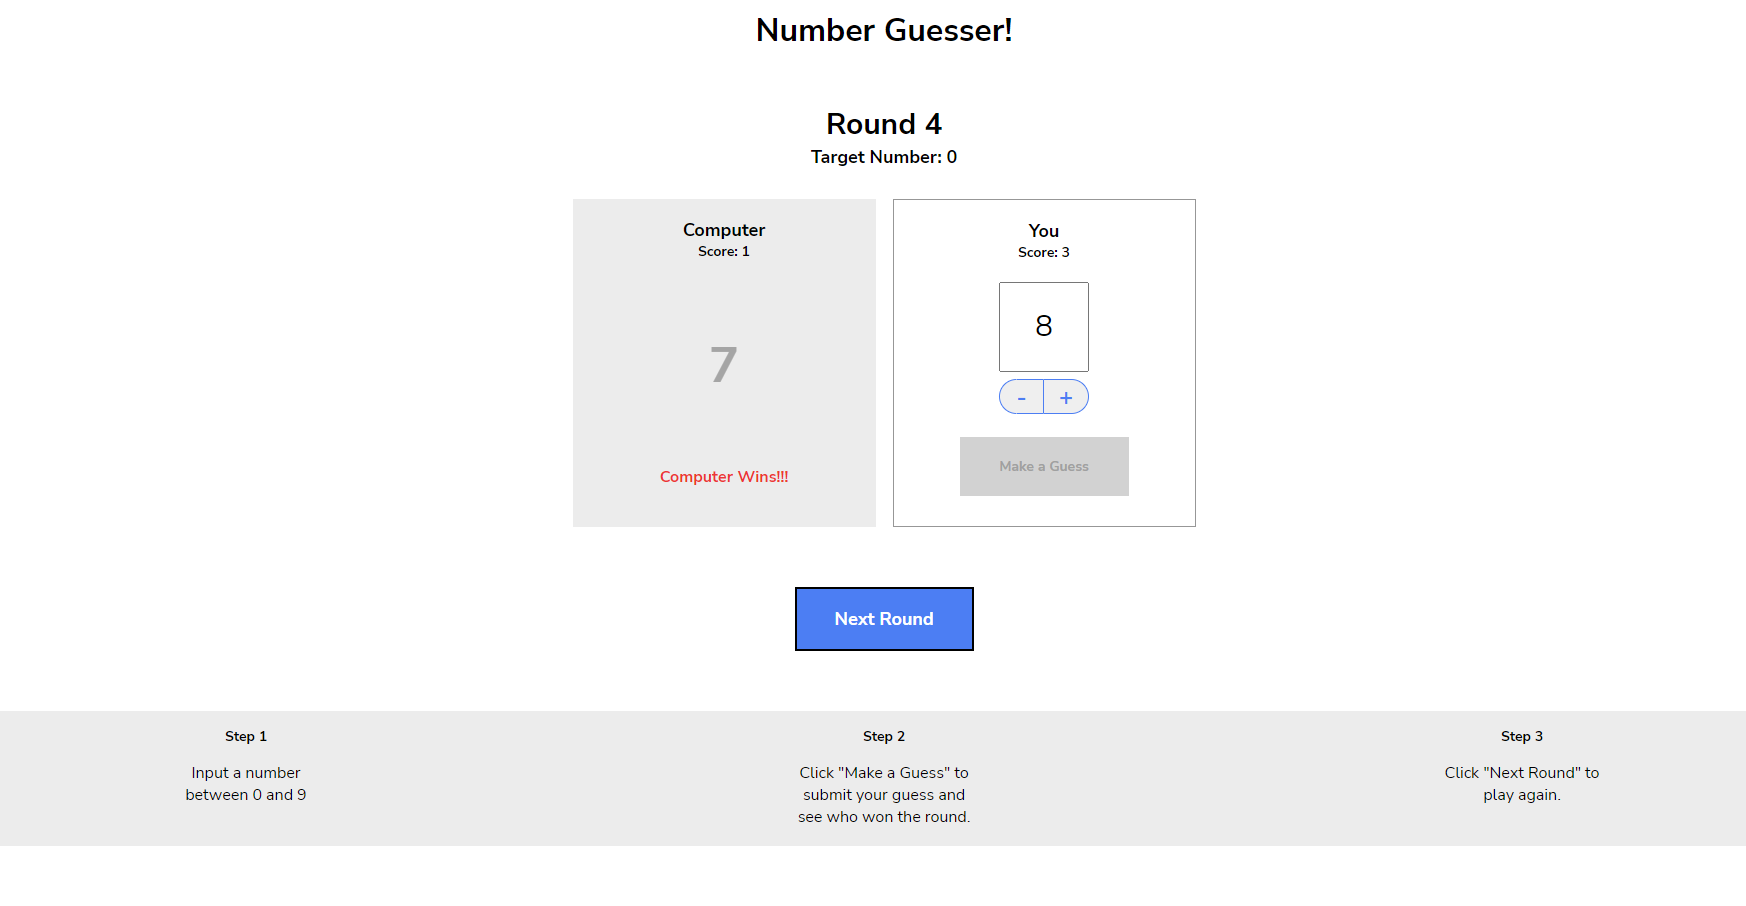 Number Guesser!
Round 4
Target Number: 0
Computer
Score: 1
7
Computer Wins!!!
You
Score: 3
8
- +
Make a Guess
Next Round
Step 1
Input a number
between 0 and 9
Step 2
Click "Make a Guess" to
submit your guess and
see who won the round.
Step 3
Click "Next Round" to
play again.